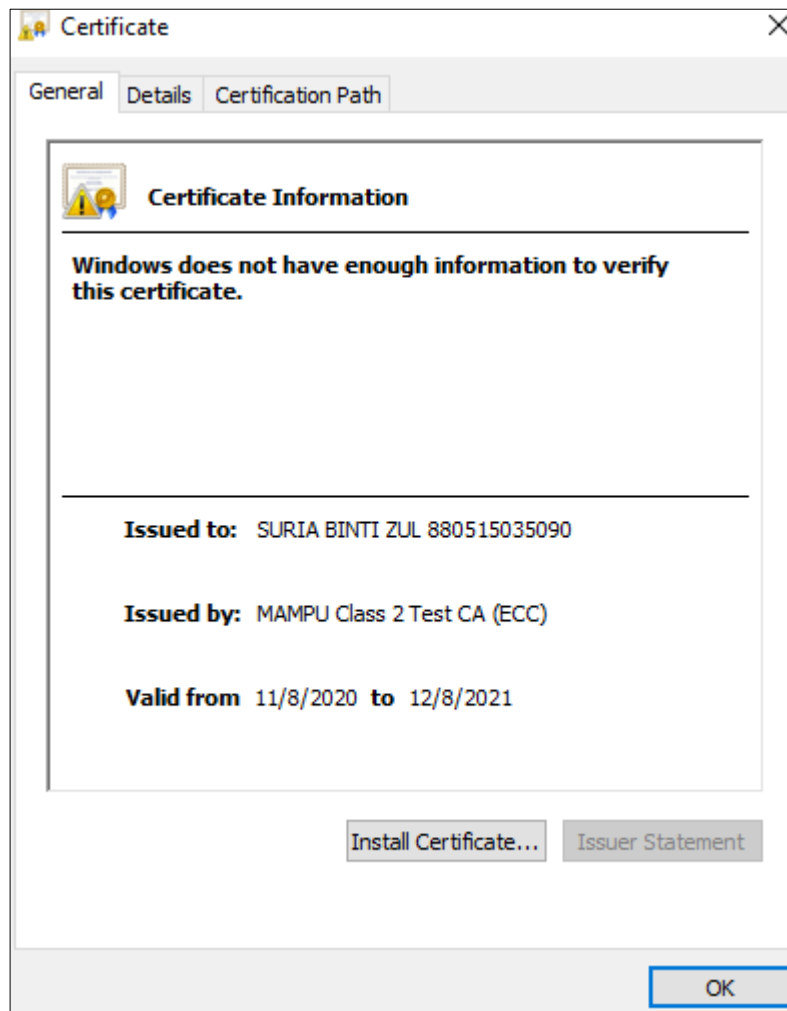 Certificate
General Details Certification Path
Certificate Information
Windows does not have enough information to verify
this certificate.
Issued to: SURIA BINTI ZUL 880515035090
Issued by: MAMPU Class 2 Test CA (ECC)
Valid from 11/8/2020 to 12/8/2021
Install Certificate... Issuer Statement
OK